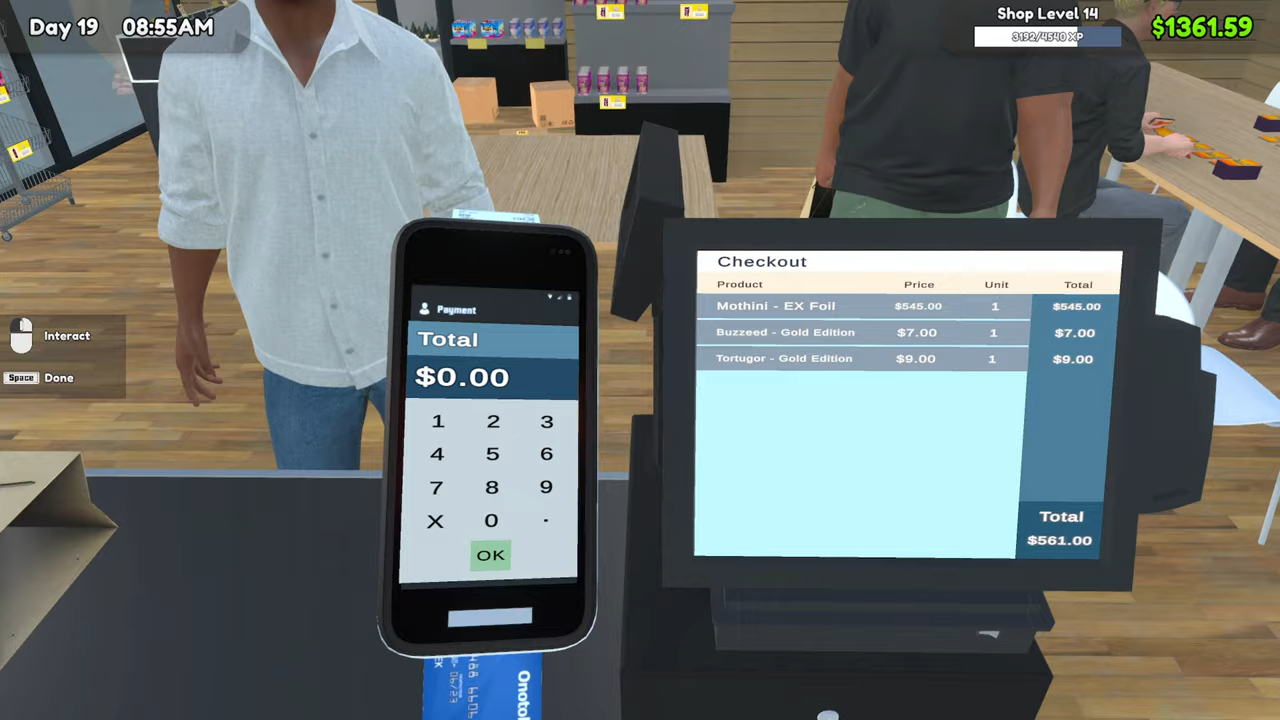 Day 19 08:55AM
Shop Level 14
3192/4540 XP
$1361.59
Interact
Space Done
Payment
Total
$0.00
1 2 3
4 5 6
7 8 9
X 0 .
OK
Checkout
Product Price Unit Total
Mothini - EX Foil $545.00 1 $545.00
Buzzeed - Gold Edition $7.00 1 $7.00
Tortugor - Gold Edition $9.00 1 $9.00
Total
$561.00